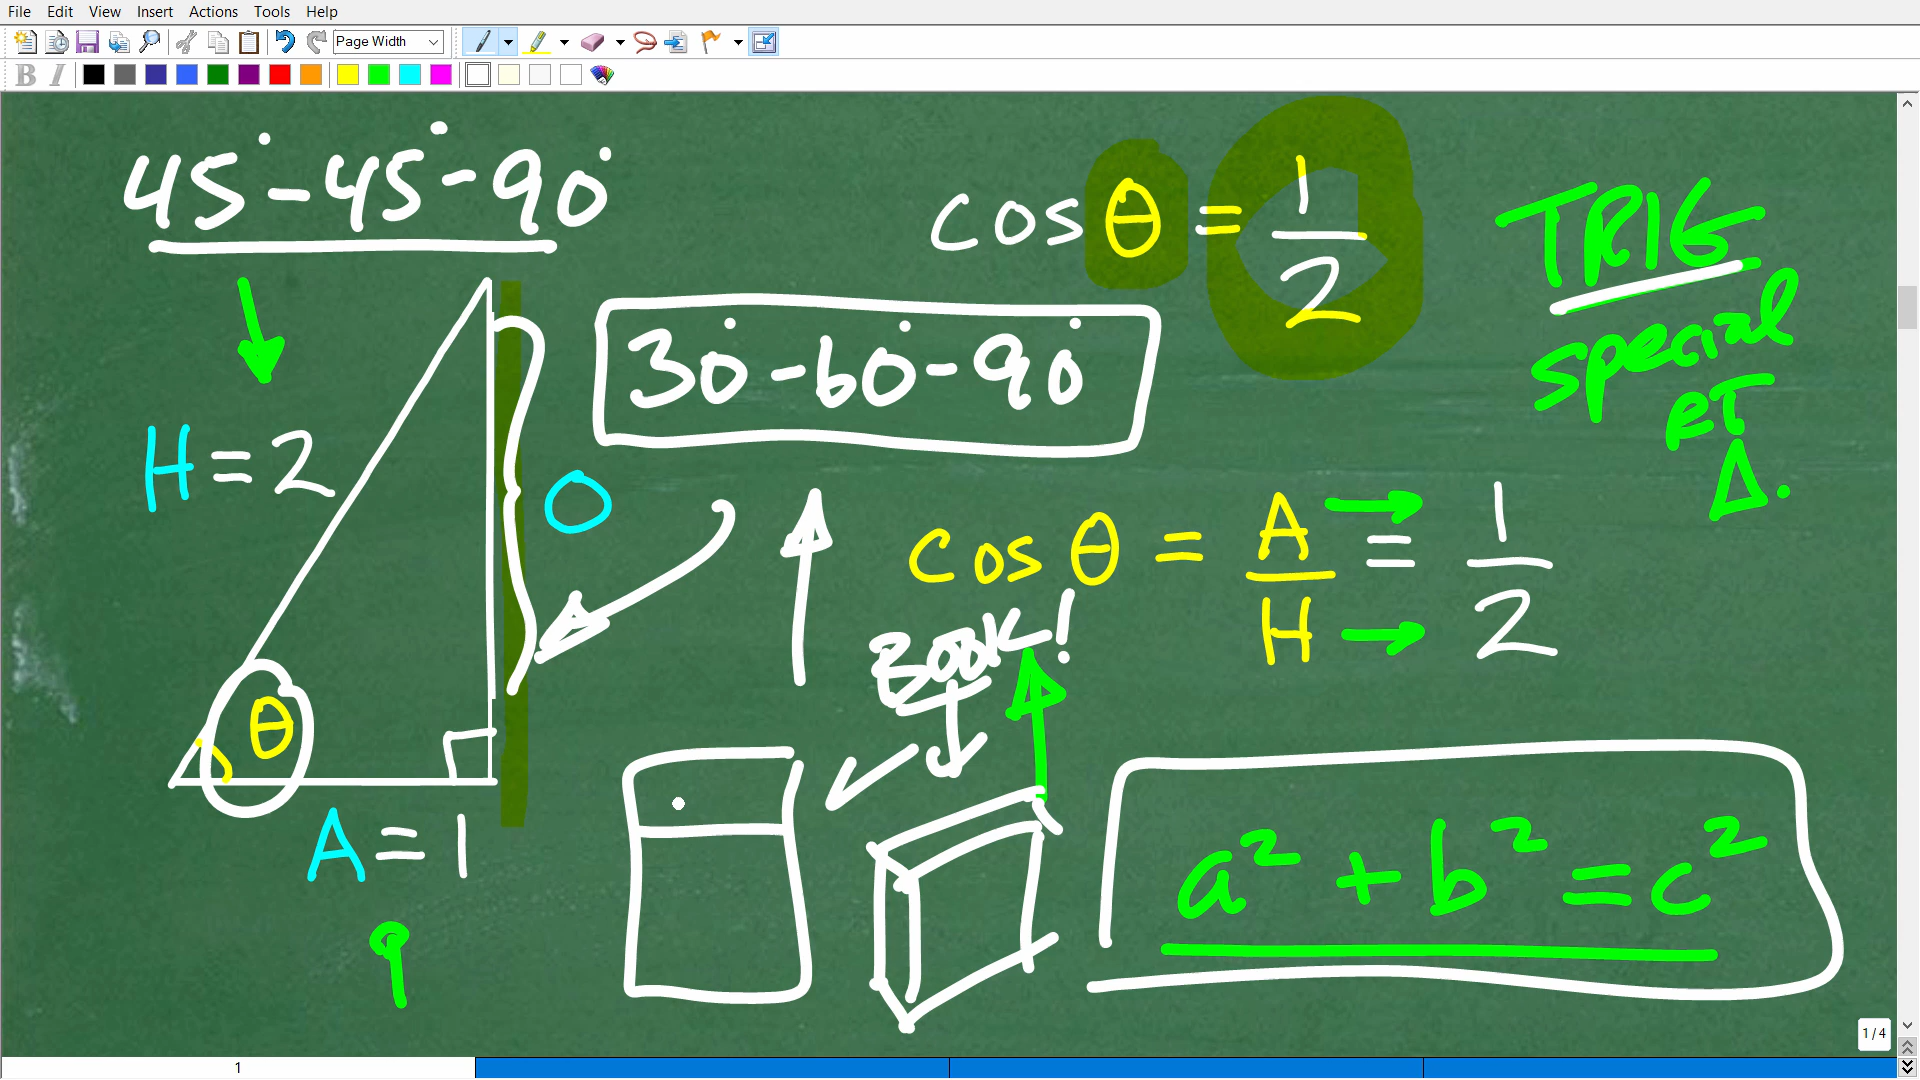 File Edit View Insert Actions Tools Help
Page Width
B I
45°-45°-90°
cos θ = 1/2
TRIG
special
RT
Δ.
30°-60°-90°
H = 2
O
cos θ = A/H = 1/2
BOOK!
θ
A = 1
a² + b² = c²
1 / 4
1